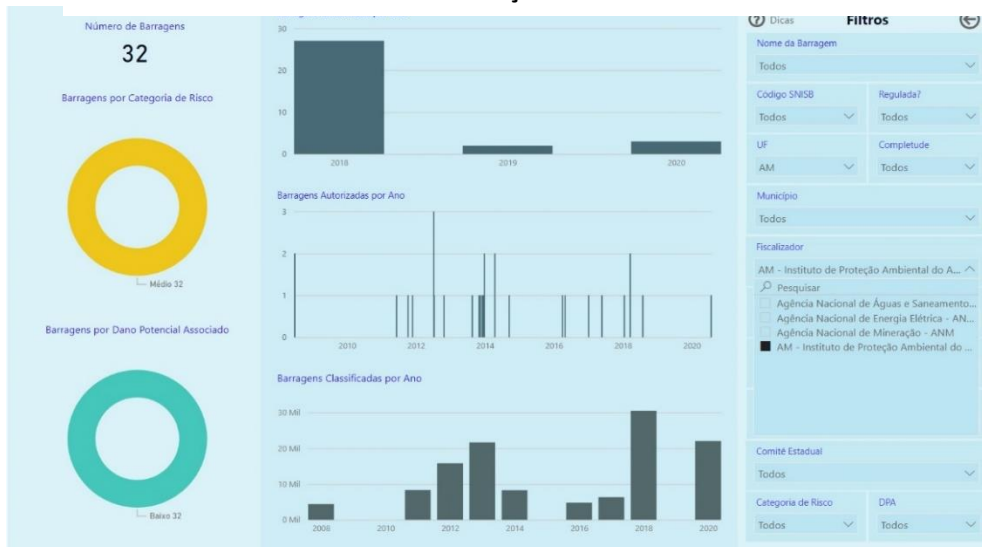 Número de Barragens
32
Barragens por Categoria de Risco
Médio 32
Barragens por Dano Potencial Associado
Baixo 32
30
20
10
0
2018
2019
2020
Barragens Autorizadas por Ano
3
2
1
0
2010
2012
2014
2016
2018
2020
Barragens Classificadas por Ano
30 Mil
20 Mil
10 Mil
0 Mil
2008
2010
2012
2014
2016
2018
2020
Dicas
Filtros
Nome da Barragem
Todos
Código SNISB
Regulada?
Todos
Todos
UF
Completude
AM
Todos
Município
Todos
Fiscalizador
AM - Instituto de Proteção Ambiental do A...
Pesquisar
Agência Nacional de Águas e Saneamento...
Agência Nacional de Energia Elétrica - AN...
Agência Nacional de Mineração - ANM
AM - Instituto de Proteção Ambiental do ...
Comitê Estadual
Todos
Categoria de Risco
DPA
Todos
Todos